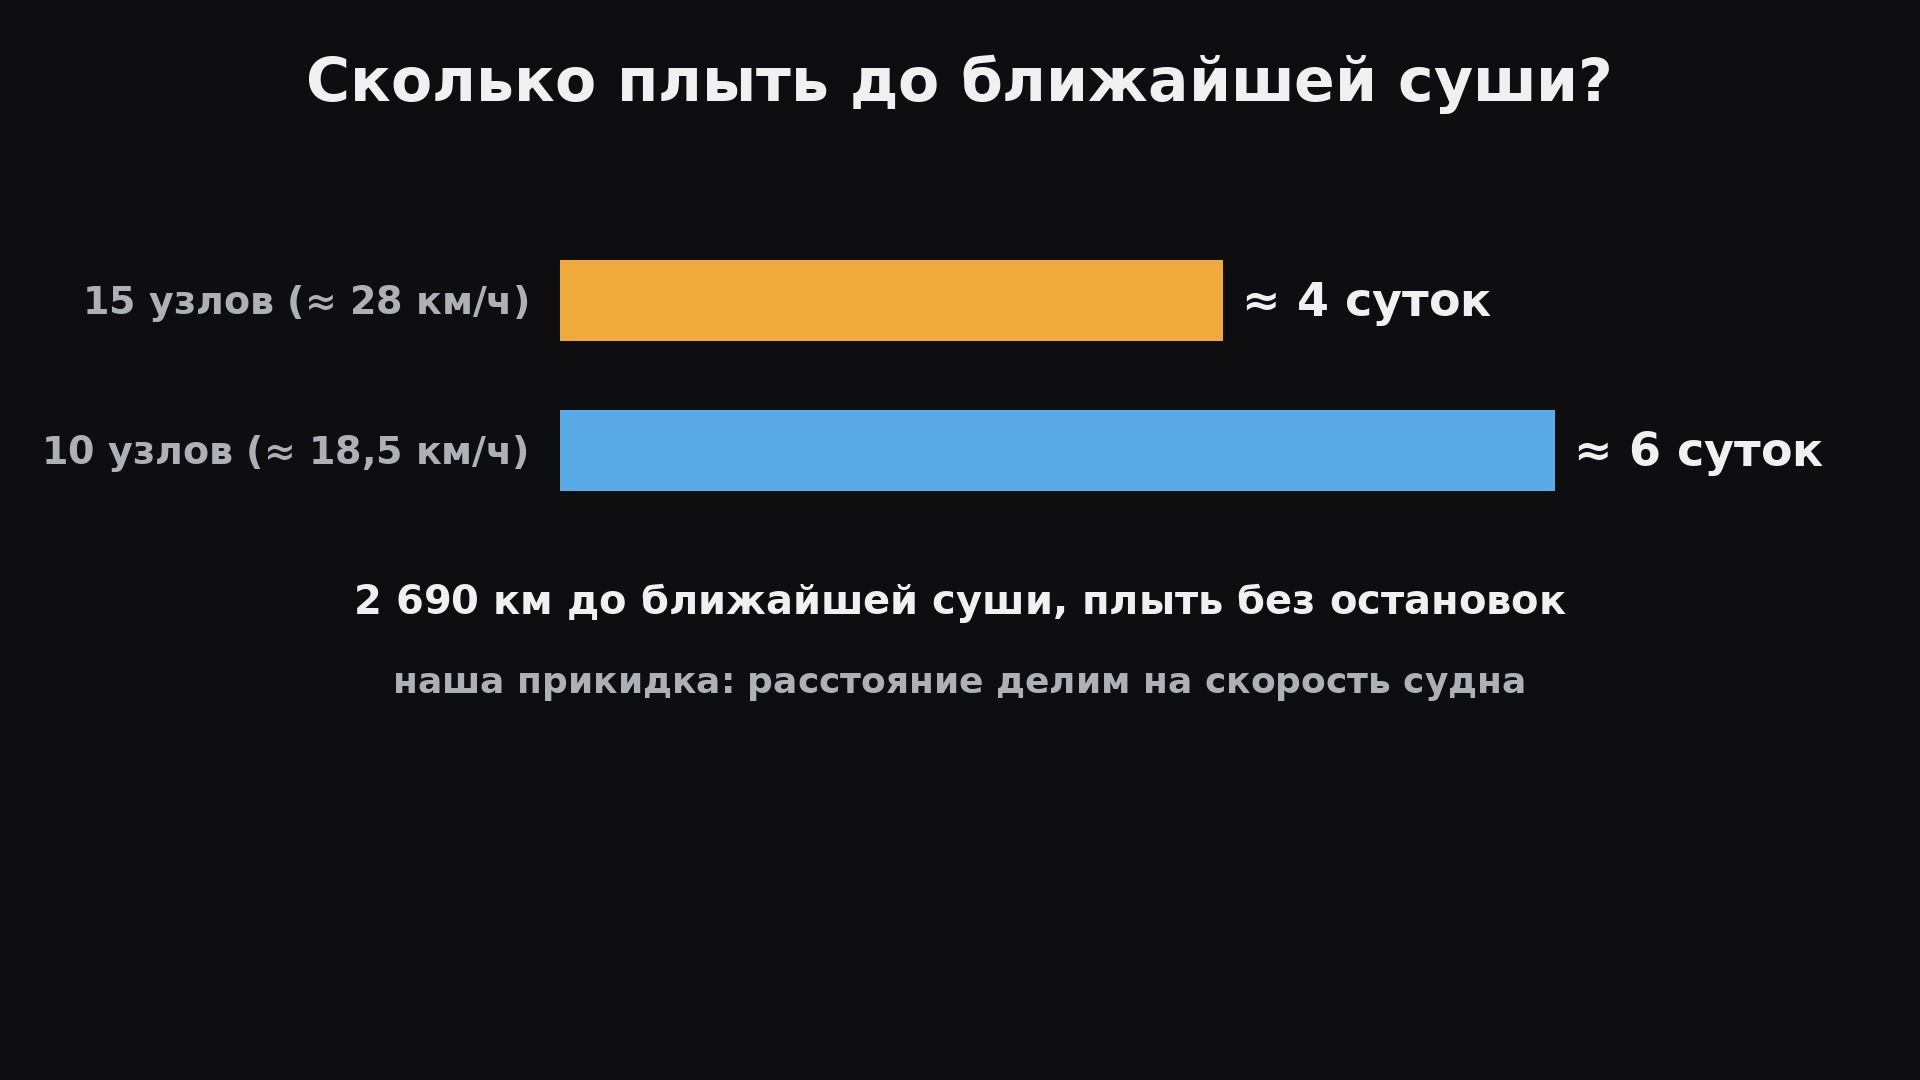 Сколько плыть до ближайшей суши?
15 узлов (≈ 28 км/ч) ≈ 4 суток
10 узлов (≈ 18,5 км/ч) ≈ 6 суток
2 690 км до ближайшей суши, плыть без остановок
наша прикидка: расстояние делим на скорость судна